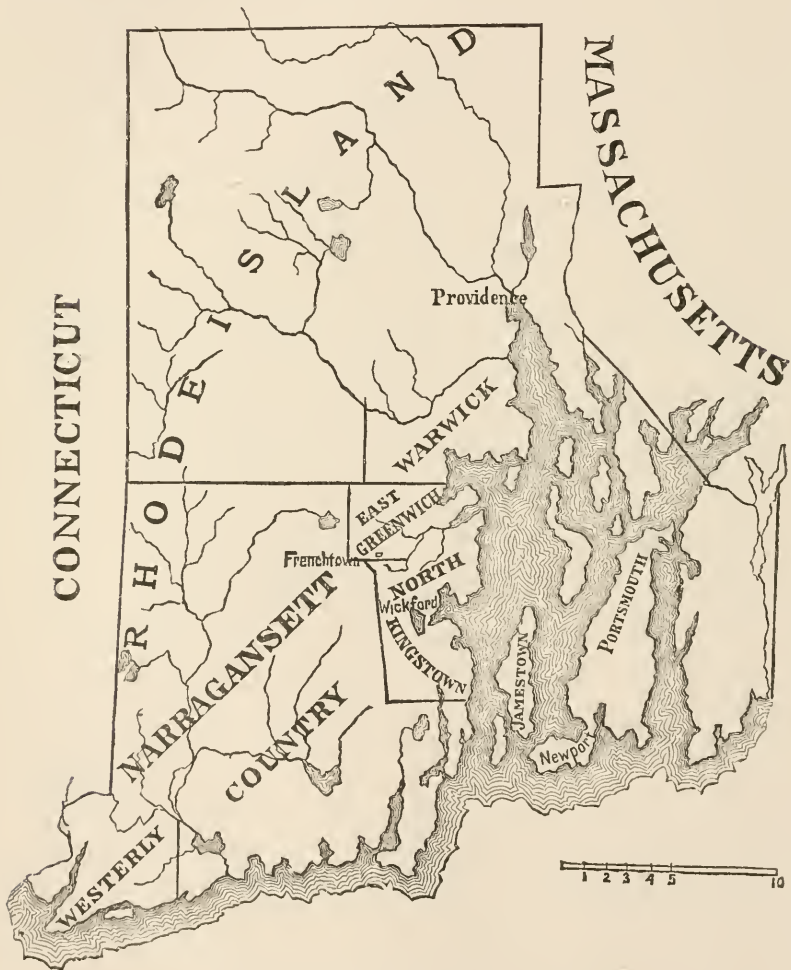 RHODE ISLAND
MASSACHUSETTS
CONNECTICUT
Providence
WARWICK
EAST
GREENWICH
Frenchtown
NORTH
Wickford
KINGSTOWN
NARRAGANSETT
COUNTRY
PORTSMOUTH
JAMESTOWN
Newport
WESTERLY
1 2 3 4 5 10